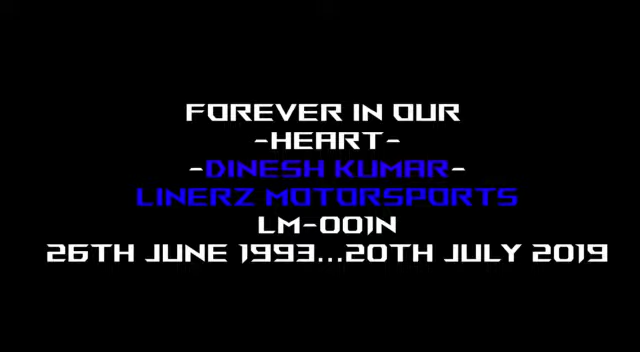 FOREVER IN OUR
-HEART-
-DINESH KUMAR-
LINERZ MOTORSPORTS
LM-001N
26TH JUNE 1993...20TH JULY 2019